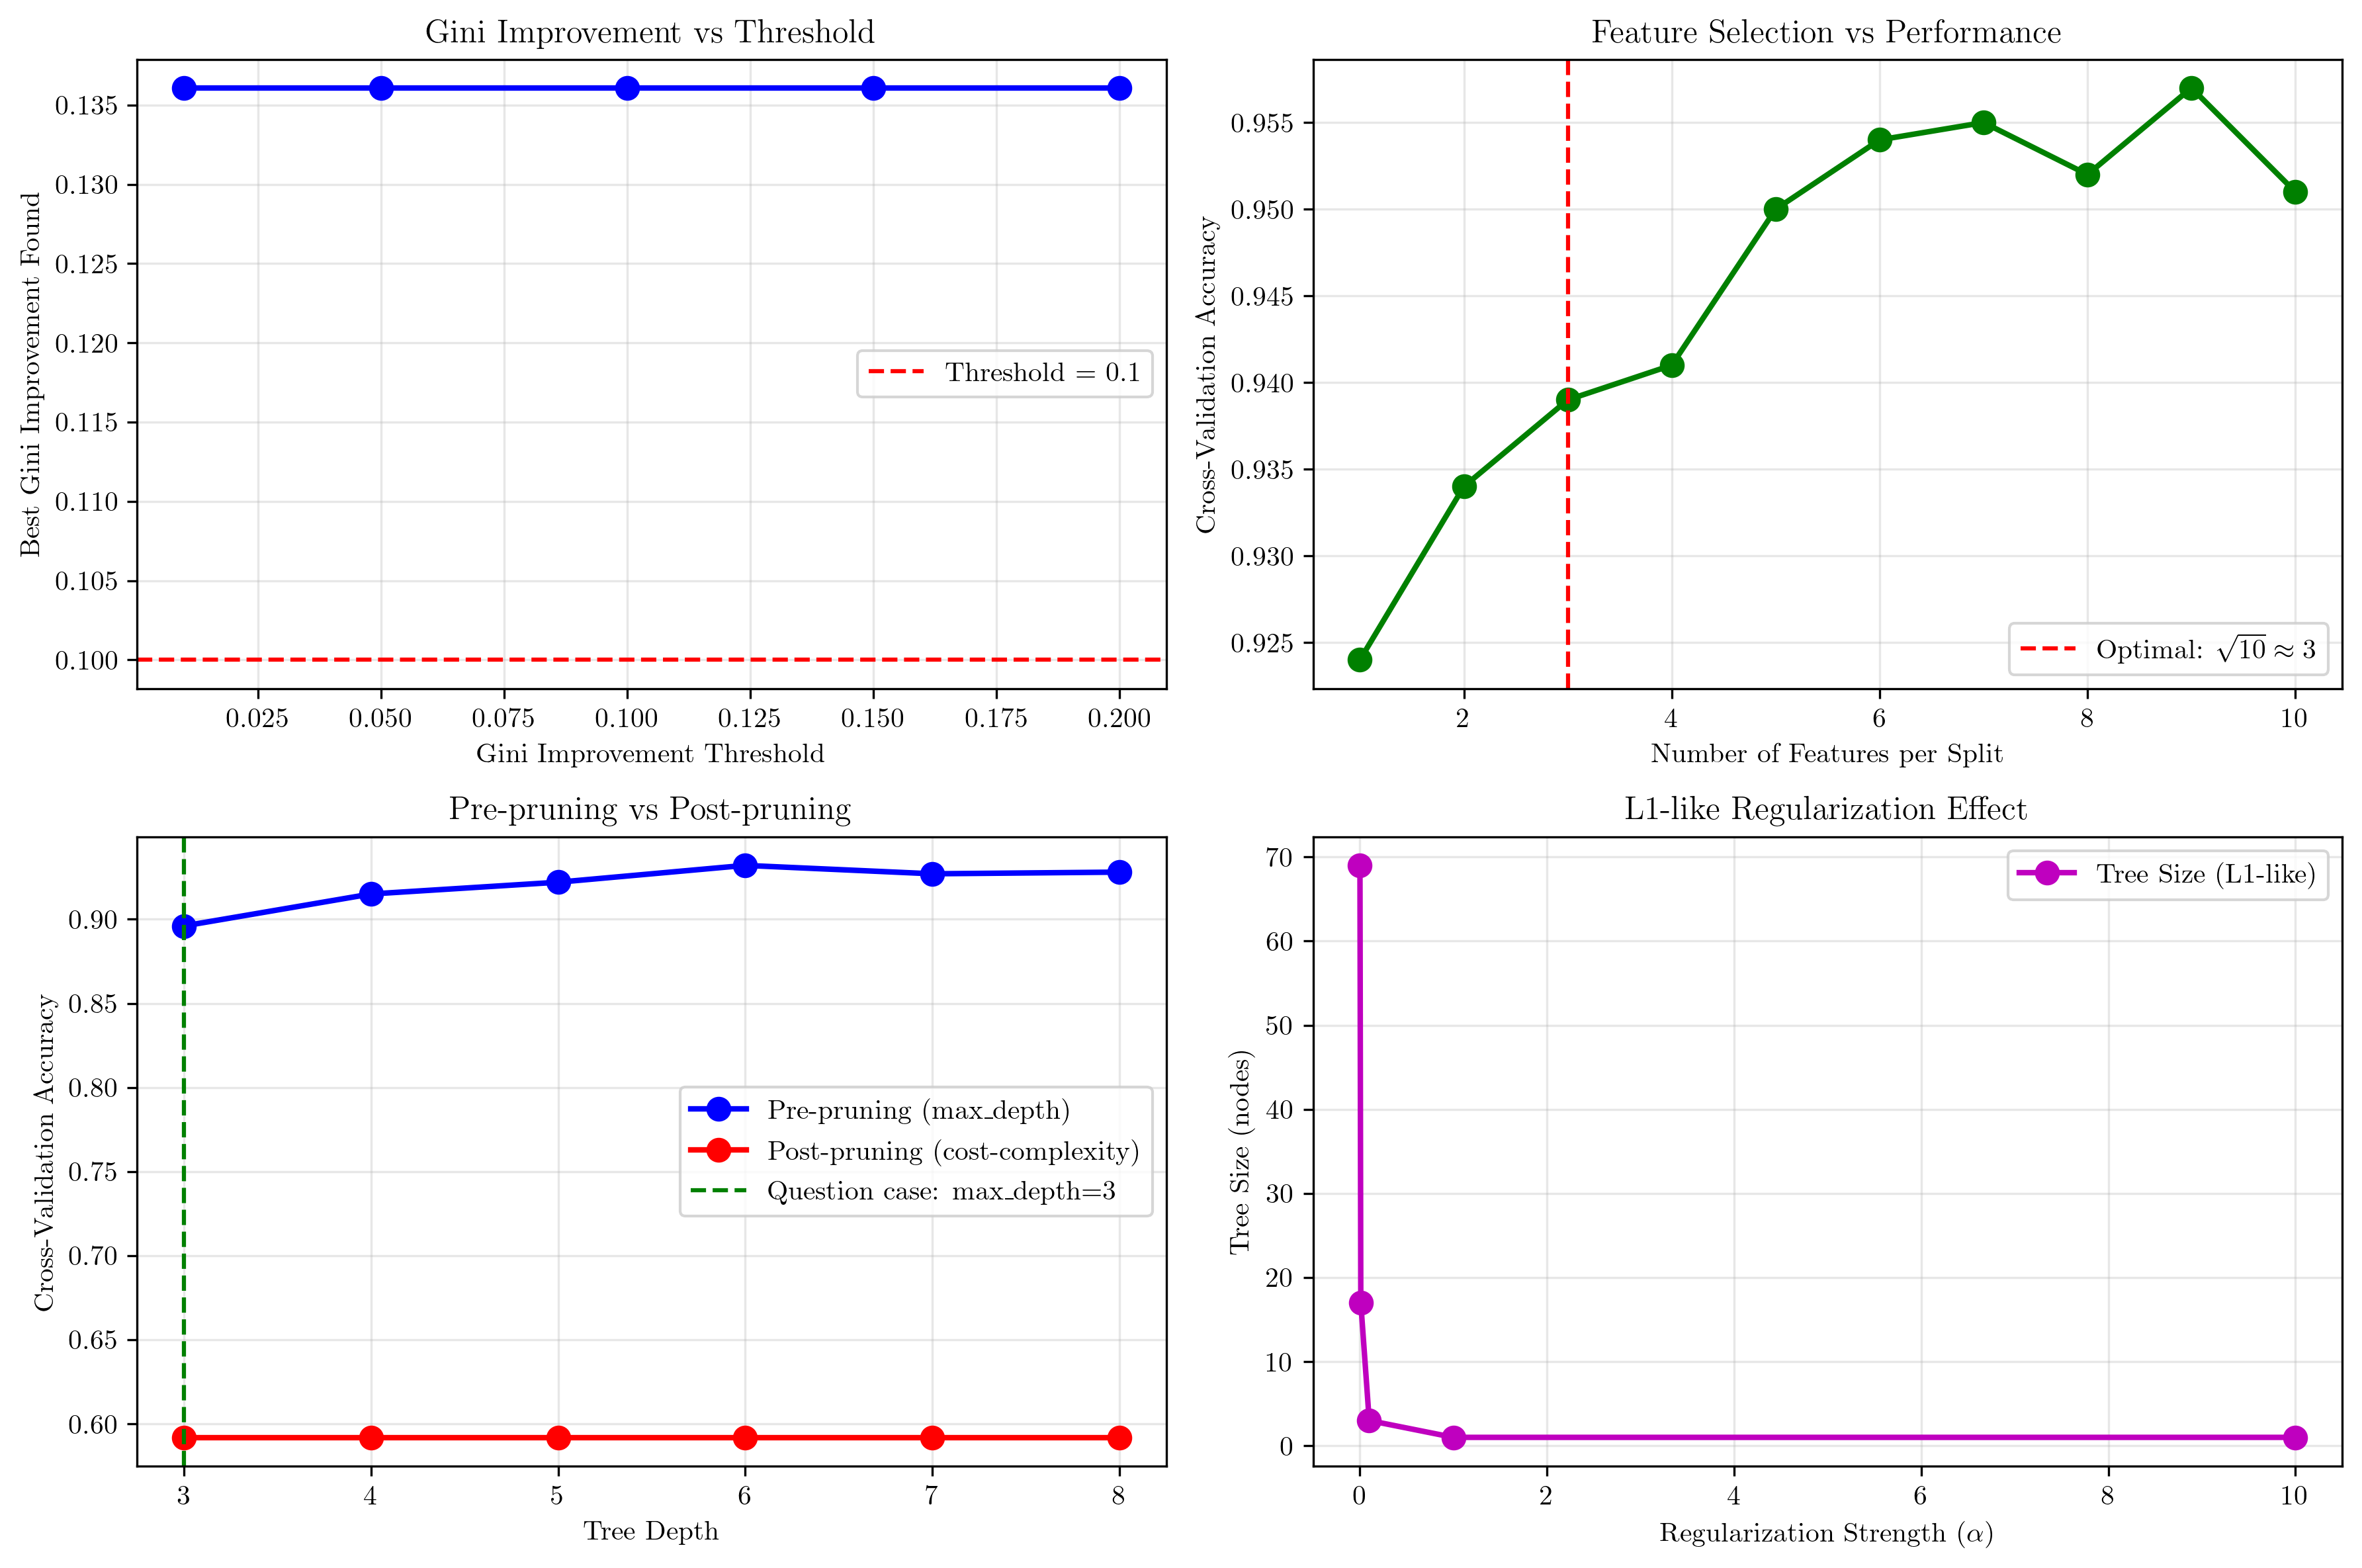 Gini Improvement vs Threshold
Best Gini Improvement Found
0.135
0.130
0.125
0.120
0.115
0.110
0.105
0.100
Threshold = 0.1
0.025 0.050 0.075 0.100 0.125 0.150 0.175 0.200
Gini Improvement Threshold
Feature Selection vs Performance
Cross-Validation Accuracy
0.955
0.950
0.945
0.940
0.935
0.930
0.925
Optimal: √10 ≈ 3
2 4 6 8 10
Number of Features per Split
Pre-pruning vs Post-pruning
Cross-Validation Accuracy
0.90
0.85
0.80
0.75
0.70
0.65
0.60
Pre-pruning (max_depth)
Post-pruning (cost-complexity)
Question case: max_depth=3
3 4 5 6 7 8
Tree Depth
L1-like Regularization Effect
Tree Size (nodes)
70
60
50
40
30
20
10
0
Tree Size (L1-like)
0 2 4 6 8 10
Regularization Strength (α)